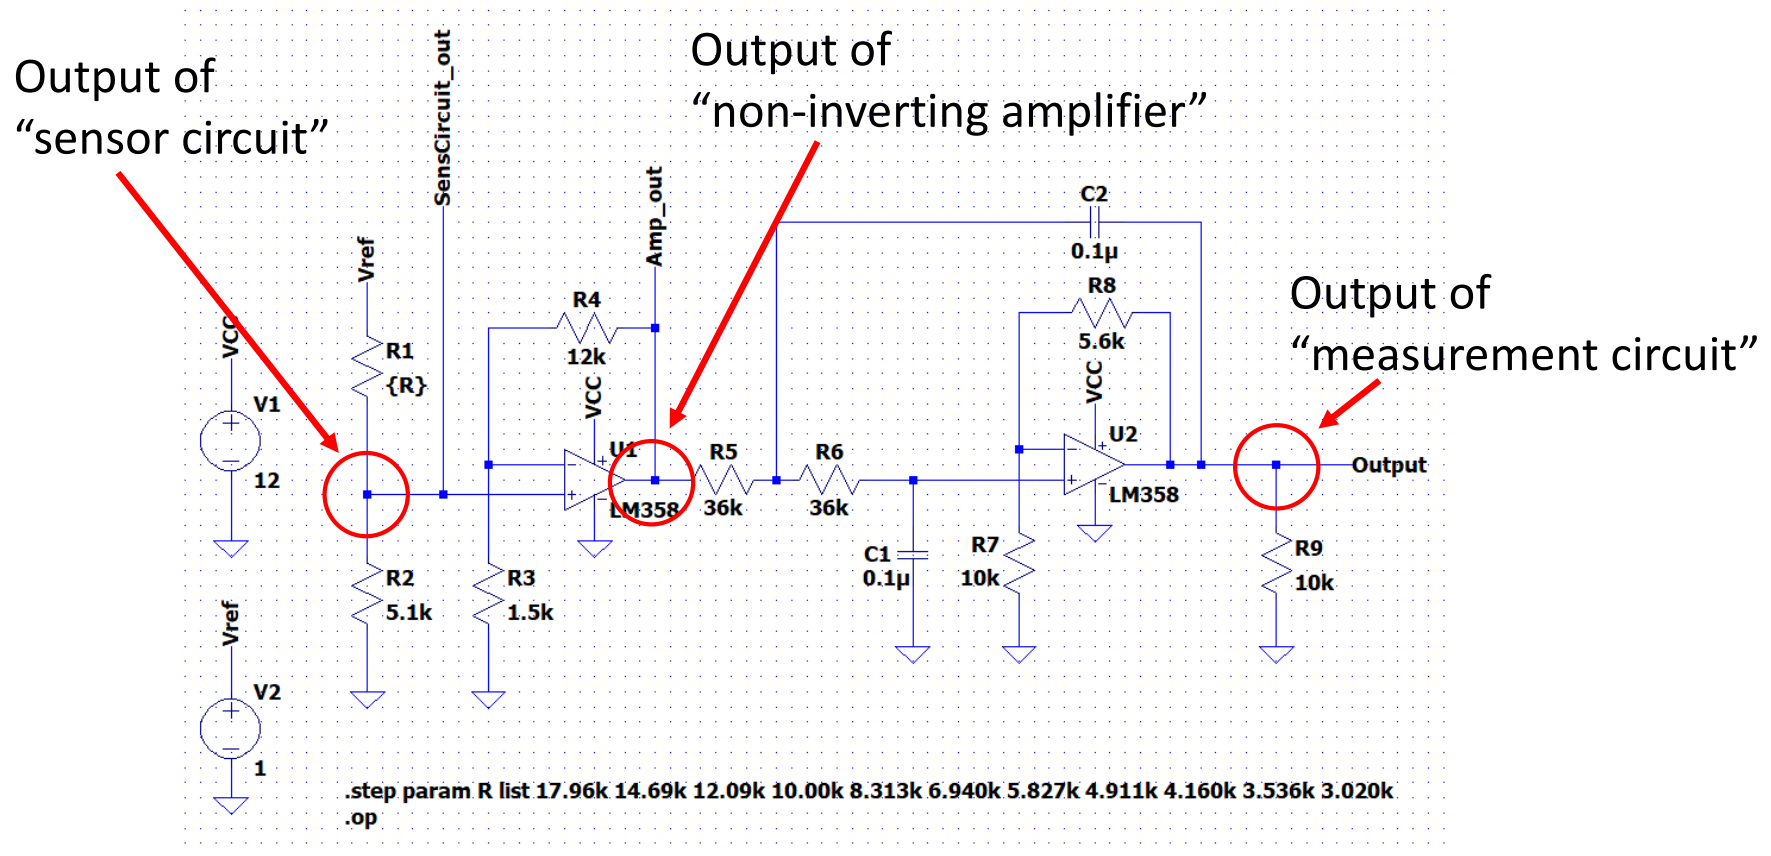 Output of
“sensor circuit”
Output of
“non-inverting amplifier”
Output of
“measurement circuit”
SensCircuit_out
Amp_out
Vref
VCC
V1
12
R1
{R}
R2
5.1k
R4
12k
VCC
U1
LM358
R3
1.5k
R5
36k
R6
36k
C2
0.1µ
R8
5.6k
VCC
U2
LM358
C1
0.1µ
R7
10k
Output
R9
10k
Vref
V2
1
.step param R list 17.96k 14.69k 12.09k 10.00k 8.313k 6.940k 5.827k 4.911k 4.160k 3.536k 3.020k
.op